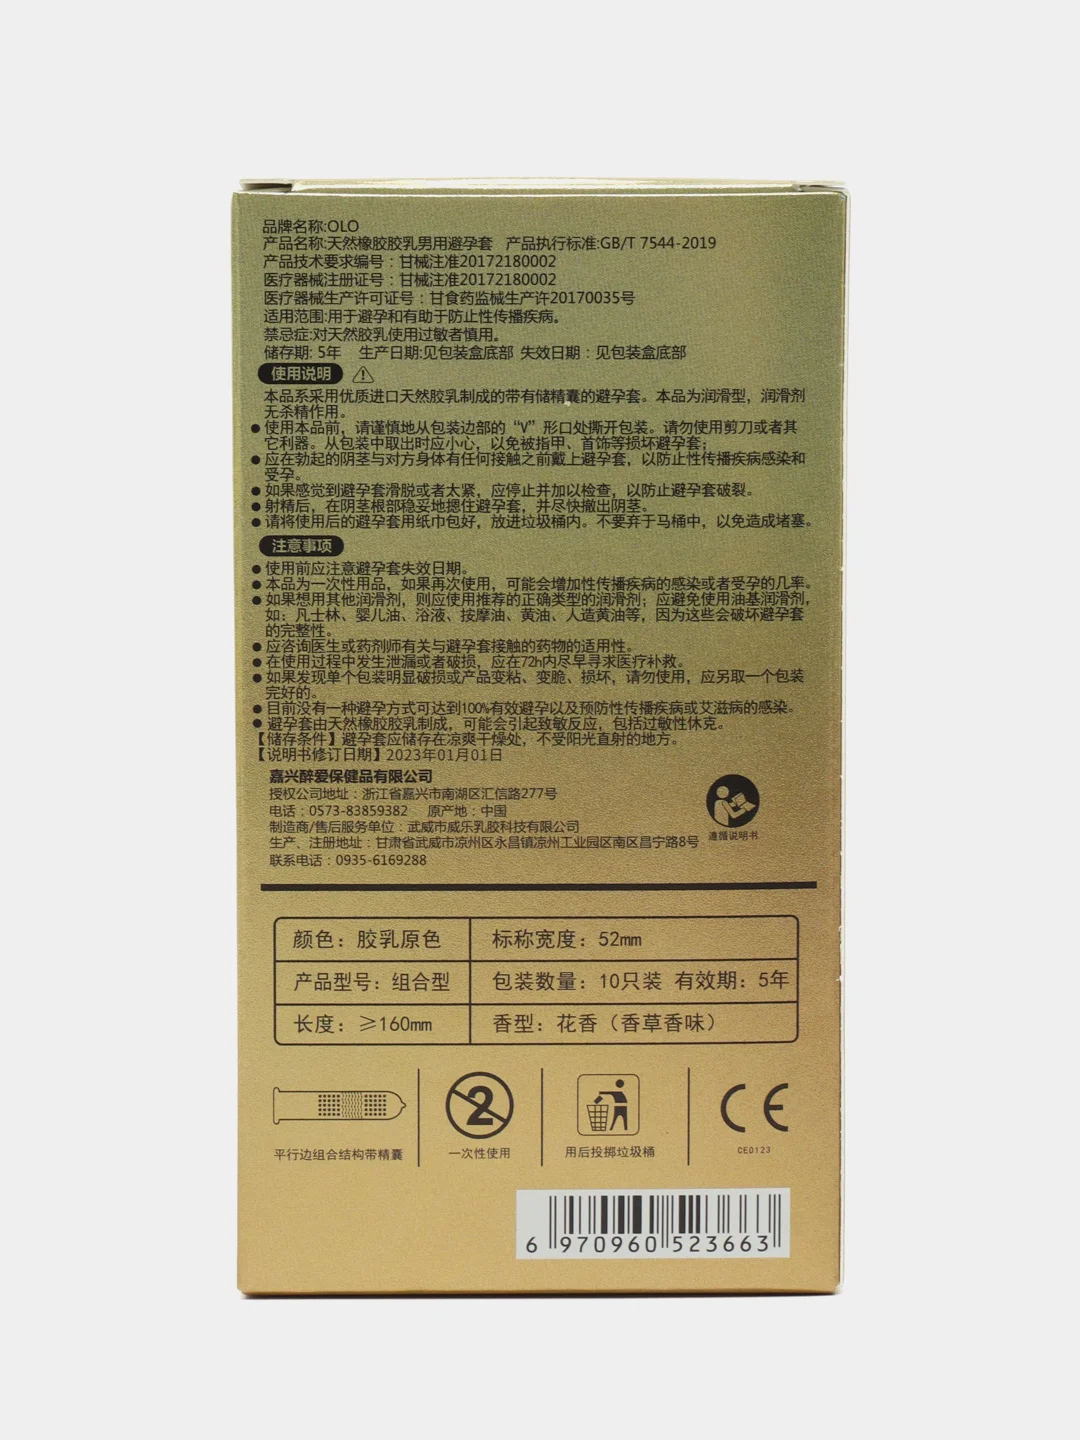 品牌名称:OLO
产品名称:天然橡胶胶乳男用避孕套 产品执行标准:GB/T 7544-2019
产品技术要求编号：甘械注准20172180002
医疗器械注册证号：甘械注准20172180002
医疗器械生产许可证号：甘食药监械生产许20170035号
适用范围:用于避孕和有助于防止性传播疾病。
禁忌症:对天然胶乳使用过敏者慎用。
储存期: 5年 生产日期:见包装盒底部 失效日期：见包装盒底部
使用说明
本品系采用优质进口天然胶乳制成的带有储精囊的避孕套。本品为润滑型，润滑剂
无杀精作用。
●使用本品前，请谨慎地从包装边部的“V”形口处撕开包装。请勿使用剪刀或者其
它利器。从包装中取出时应小心，以免被指甲、首饰等损坏避孕套；
●应在勃起的阴茎与对方身体有任何接触之前戴上避孕套，以防止性传播疾病感染和
受孕。
●如果感觉到避孕套滑脱或者太紧，应停止并加以检查，以防止避孕套破裂。
●射精后，在阴茎根部稳妥地摁住避孕套，并尽快撤出阴茎。
●请将使用后的避孕套用纸巾包好，放进垃圾桶内。不要弃于马桶中，以免造成堵塞。
注意事项
●使用前应注意避孕套失效日期。
●本品为一次性用品，如果再次使用，可能会增加性传播疾病的感染或者受孕的几率。
●如果想用其他润滑剂，则应使用推荐的正确类型的润滑剂；应避免使用油基润滑剂，
如：凡士林、婴儿油、浴液、按摩油、黄油、人造黄油等，因为这些会破坏避孕套
的完整性。
●应咨询医生或药剂师有关与避孕套接触的药物的适用性。
●在使用过程中发生泄漏或者破损，应在72h内尽早寻求医疗补救。
●如果发现单个包装明显破损或产品变粘、变脆、损坏，请勿使用，应另取一个包装
完好的。
●目前没有一种避孕方式可达到100%有效避孕以及预防性传播疾病或艾滋病的感染。
●避孕套由天然橡胶胶乳制成，可能会引起致敏反应，包括过敏性休克。
【储存条件】避孕套应储存在凉爽干燥处，不受阳光直射的地方。
【说明书修订日期】2023年01月01日
嘉兴醉爱保健品有限公司
授权公司地址：浙江省嘉兴市南湖区汇信路277号
电话：0573-83859382 原产地：中国
制造商/售后服务单位：武威市威乐乳胶科技有限公司
生产、注册地址：甘肃省武威市凉州区永昌镇凉州工业园区南区昌宁路8号
联系电话：0935-6169288
遵循说明书
颜色：胶乳原色 标称宽度：52mm
产品型号：组合型 包装数量：10只装 有效期：5年
长度：≥160mm 香型：花香（香草香味）
2
平行边组合结构带精囊 一次性使用 用后投掷垃圾桶 CE
CE0123
6 970960 523663